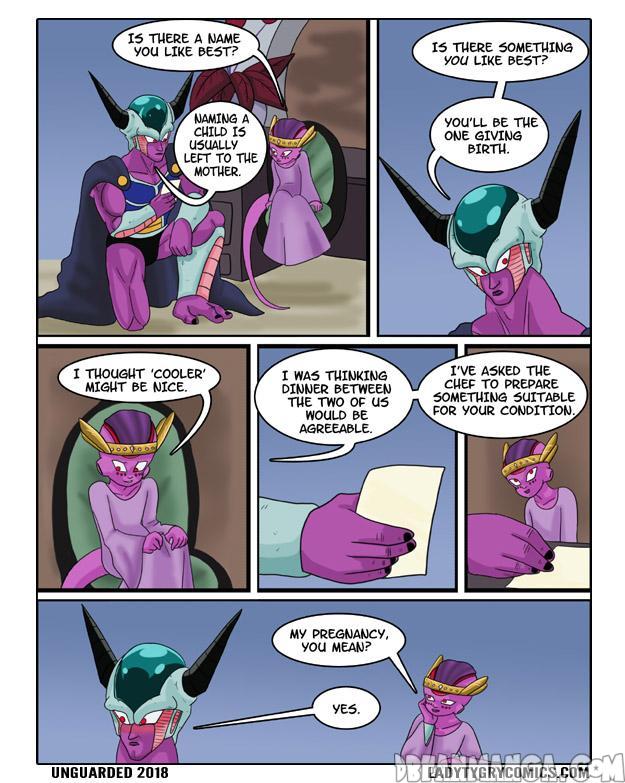 IS THERE A NAME
YOU LIKE BEST?
NAMING A
CHILD IS
USUALLY
LEFT TO THE
MOTHER.
IS THERE SOMETHING
YOU LIKE BEST?
YOU'LL BE THE
ONE GIVING
BIRTH.
I THOUGHT 'COOLER'
MIGHT BE NICE.
I WAS THINKING
DINNER BETWEEN
THE TWO OF US
WOULD BE
AGREEABLE.
I'VE ASKED THE
CHEF TO PREPARE
SOMETHING SUITABLE
FOR YOUR CONDITION.
MY PREGNANCY,
YOU MEAN?
YES.
UNGUARDED 2018
LADYTYGRYCOMICS.COM
DBFANMANGA.COM